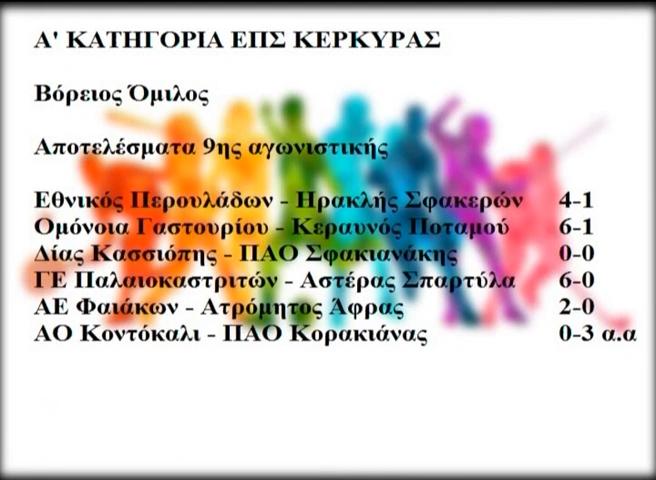 Α' ΚΑΤΗΓΟΡΙΑ ΕΠΣ ΚΕΡΚΥΡΑΣ
Βόρειος Όμιλος
Αποτελέσματα 9ης αγωνιστικής
Εθνικός Περουλάδων - Ηρακλής Σφακερών 4-1
Ομόνοια Γαστουρίου - Κεραυνός Ποταμού 6-1
Δίας Κασσιόπης - ΠΑΟ Σφακιανάκης 0-0
ΓΕ Παλαιοκαστριτών - Αστέρας Σπαρτύλα 6-0
ΑΕ Φαιάκων - Ατρόμητος Άφρας 2-0
ΑΟ Κοντόκαλι - ΠΑΟ Κορακιάνας 0-3 α.α